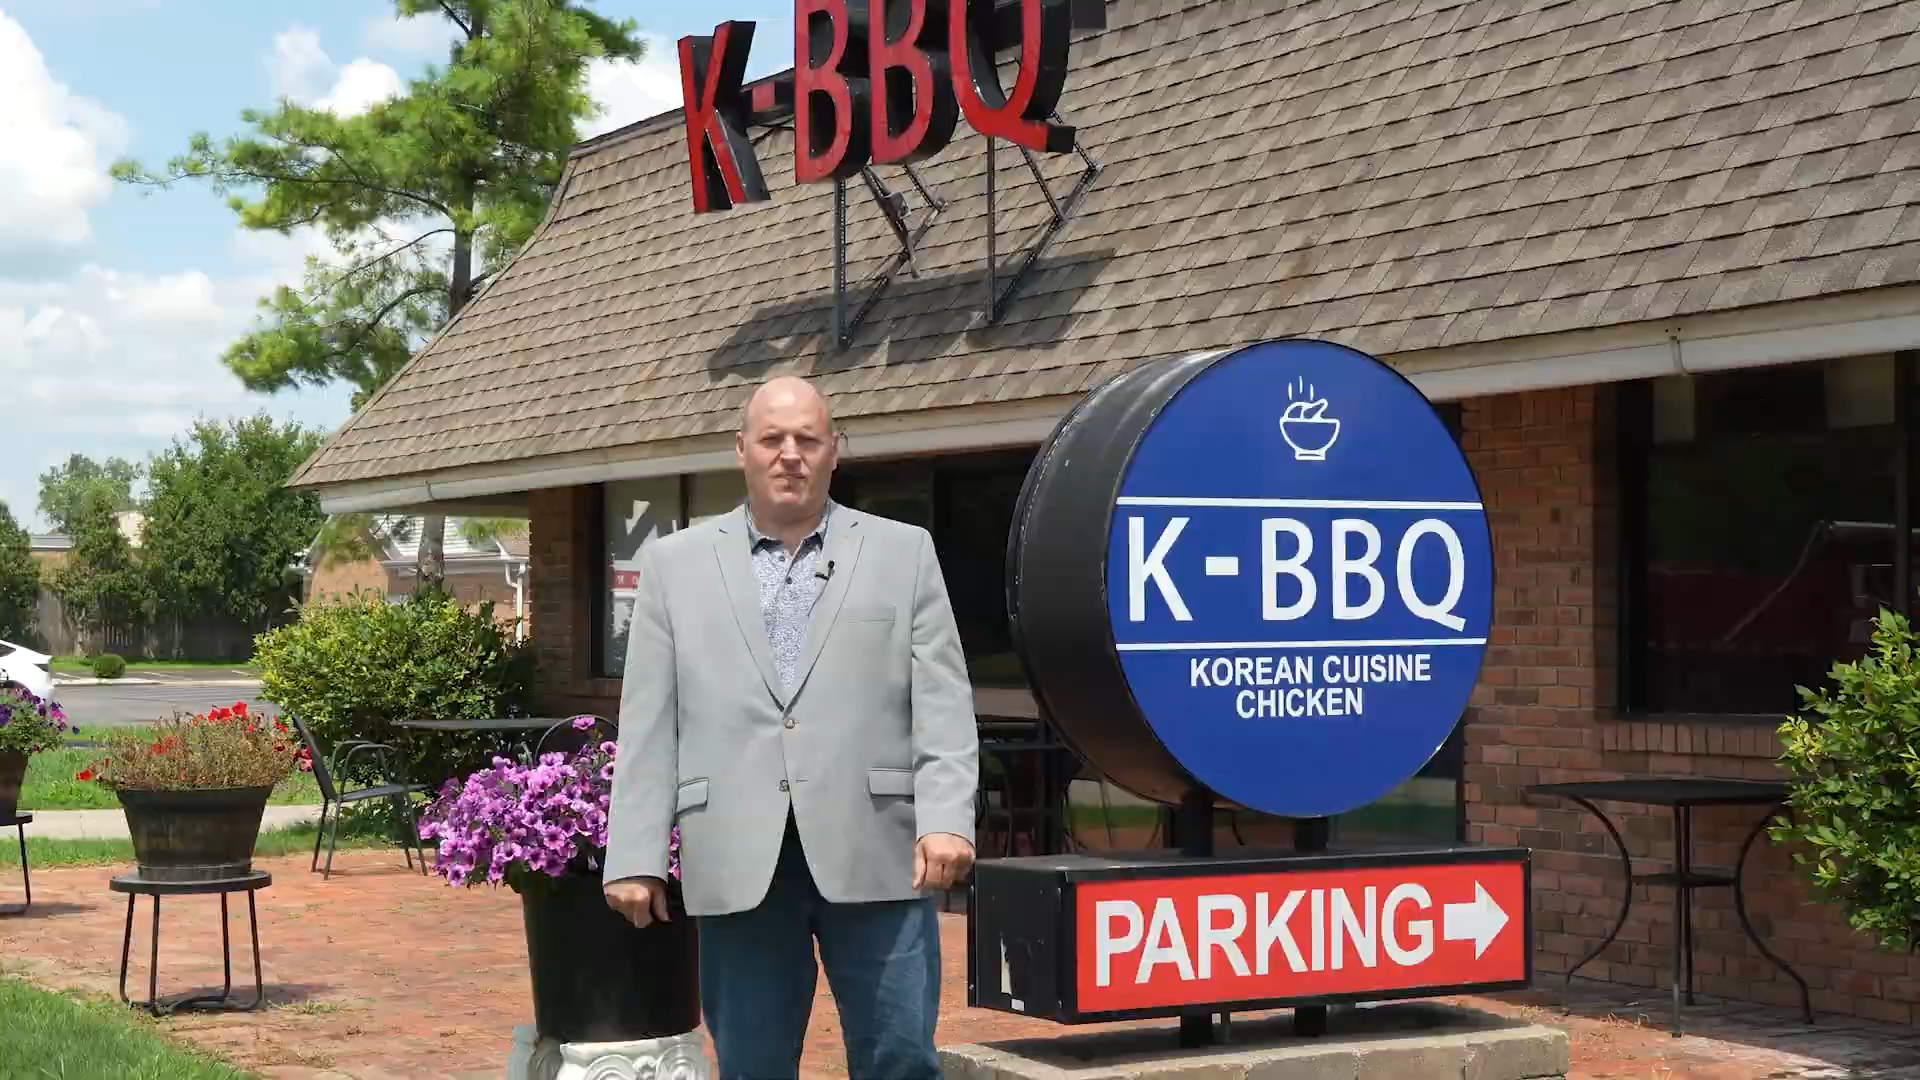 K-BBQ
K-BBQ
KOREAN CUISINE
CHICKEN
PARKING